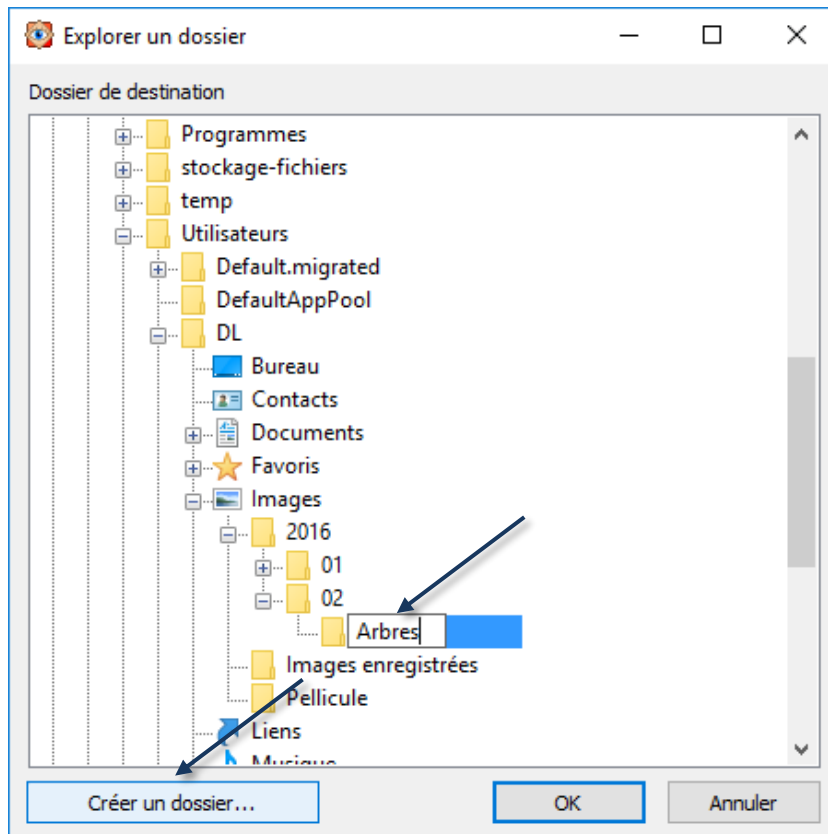 Explorer un dossier
Dossier de destination
Programmes
stockage-fichiers
temp
Utilisateurs
Default.migrated
DefaultAppPool
DL
Bureau
Contacts
Documents
Favoris
Images
2016
01
02
Arbres
Images enregistrées
Pellicule
Liens
Musique
Créer un dossier... OK Annuler